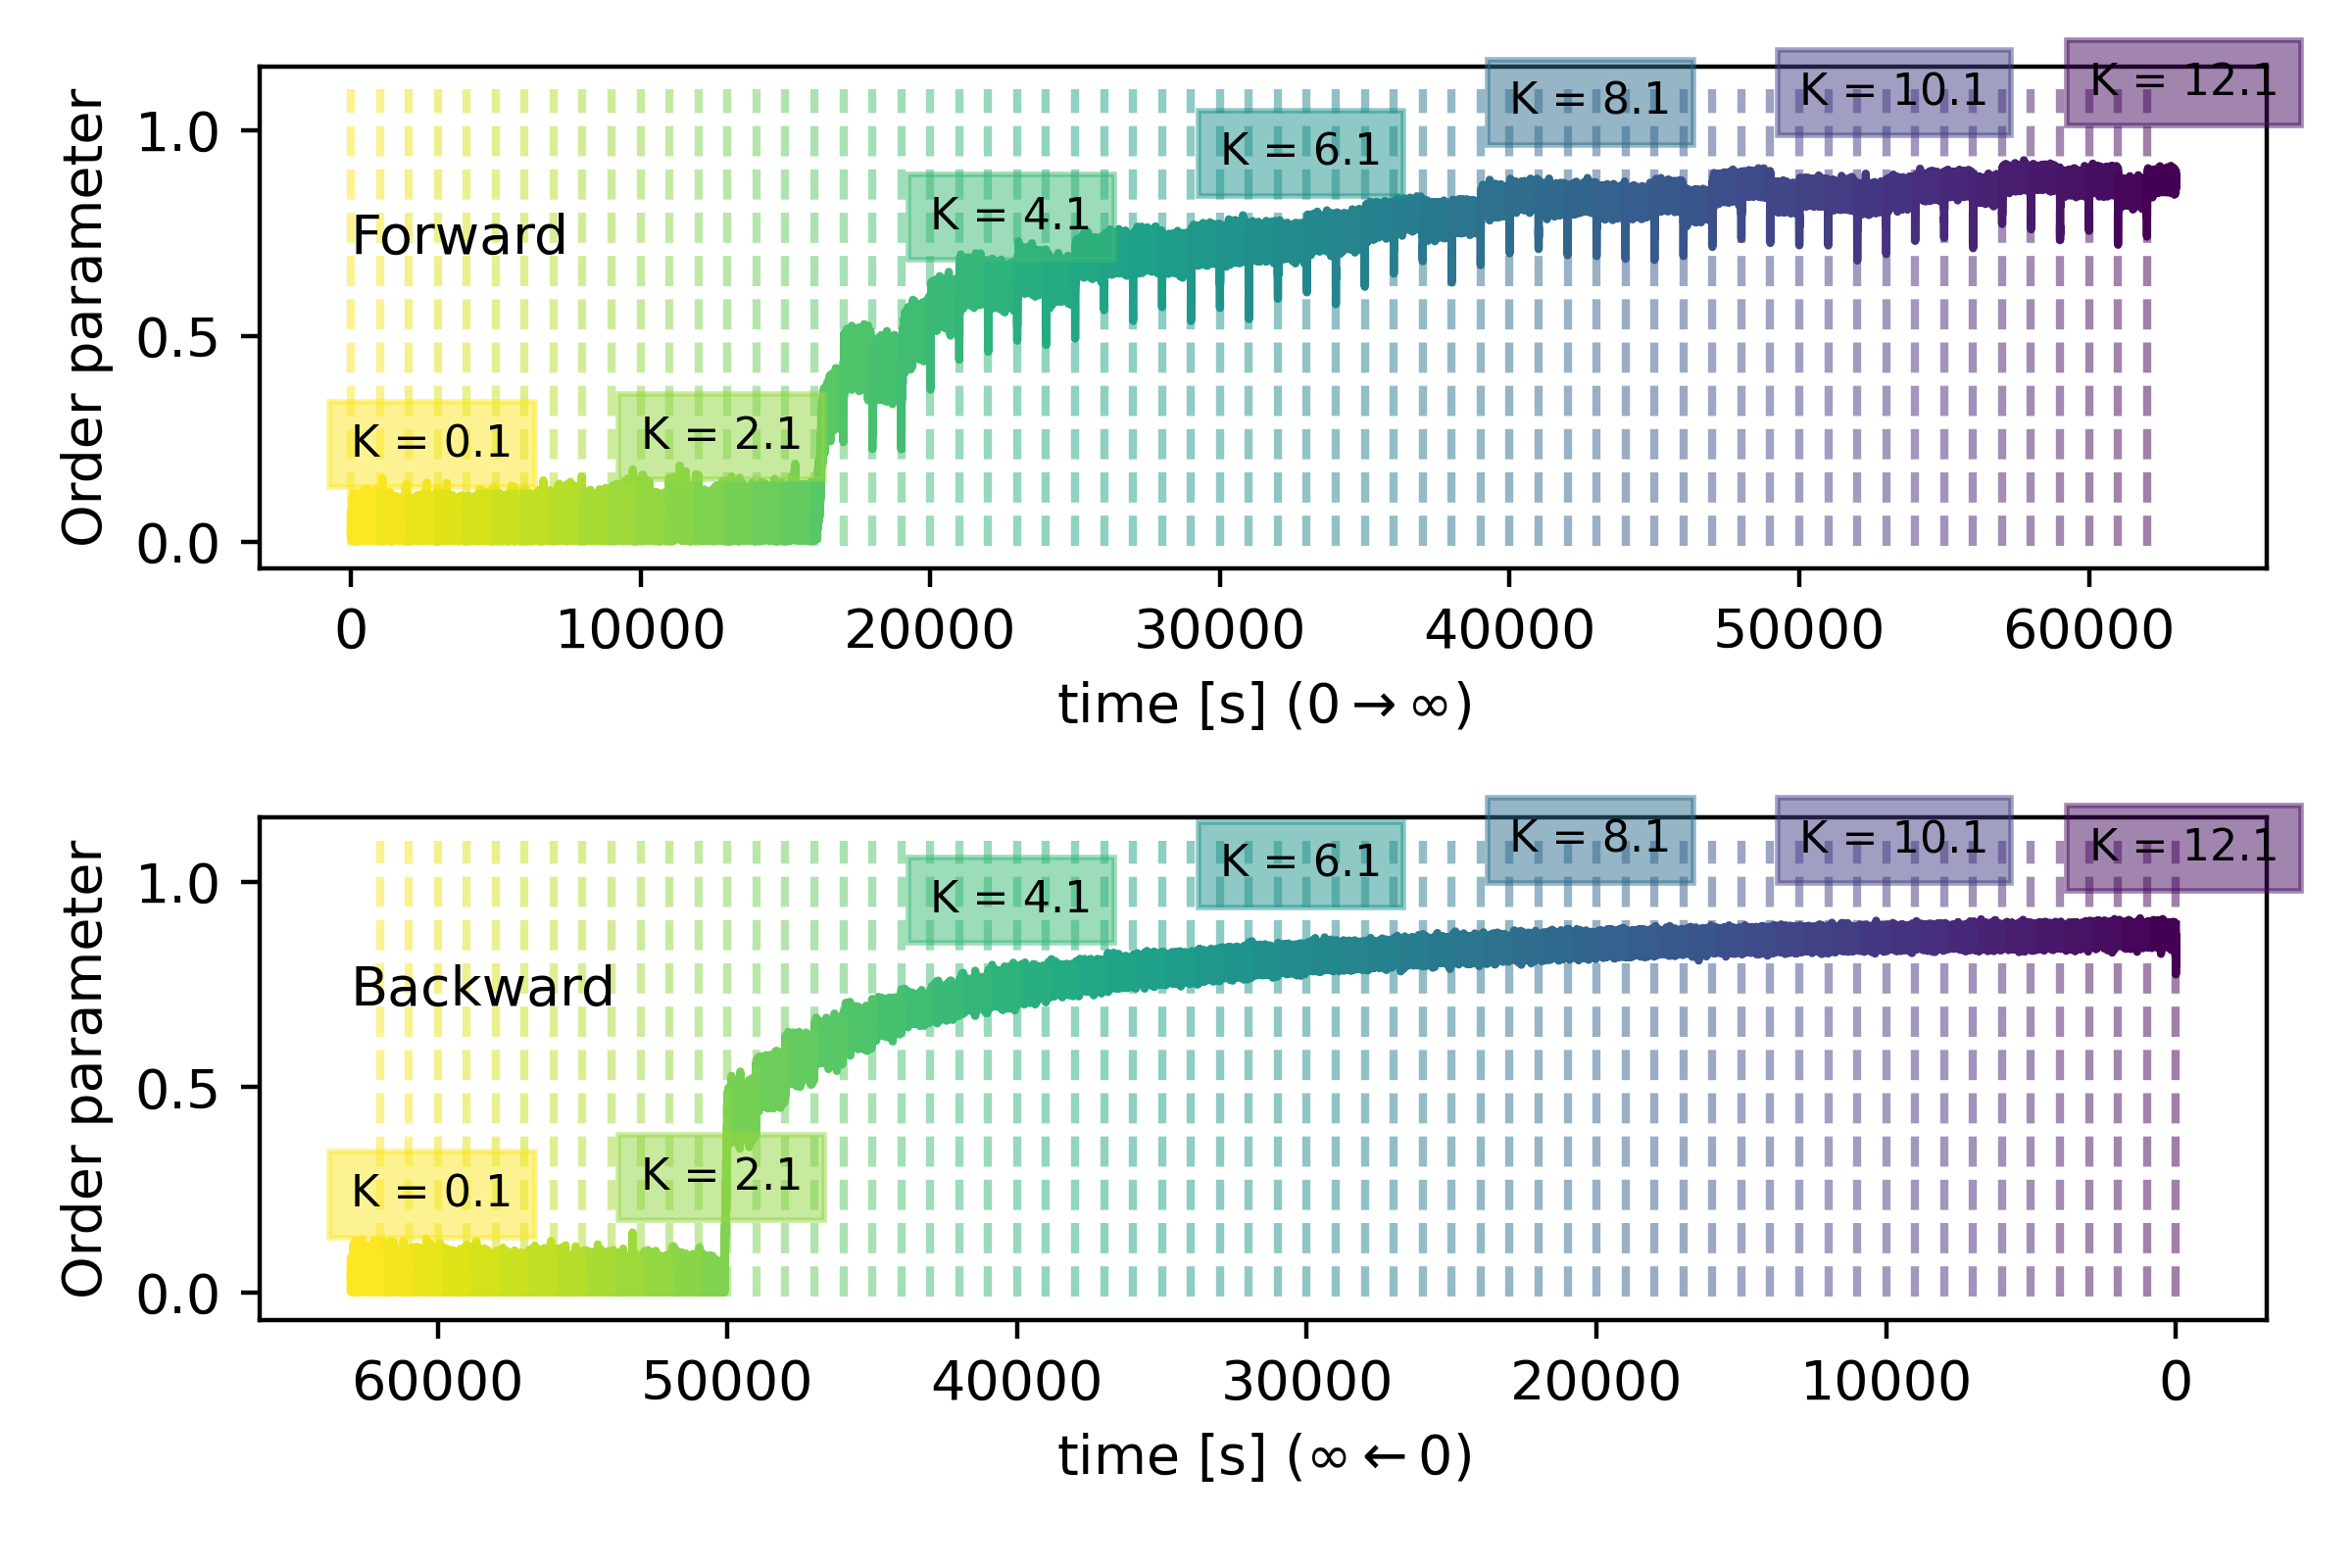 K = 12.1
K = 10.1
K = 8.1
K = 6.1
K = 4.1
Forward
K = 2.1
K = 0.1
1.0
0.5
0.0
Order parameter
0 10000 20000 30000 40000 50000 60000
time [s] (0 → ∞)
K = 12.1
K = 10.1
K = 8.1
K = 6.1
K = 4.1
Backward
K = 2.1
K = 0.1
1.0
0.5
0.0
Order parameter
60000 50000 40000 30000 20000 10000 0
time [s] (∞ ← 0)